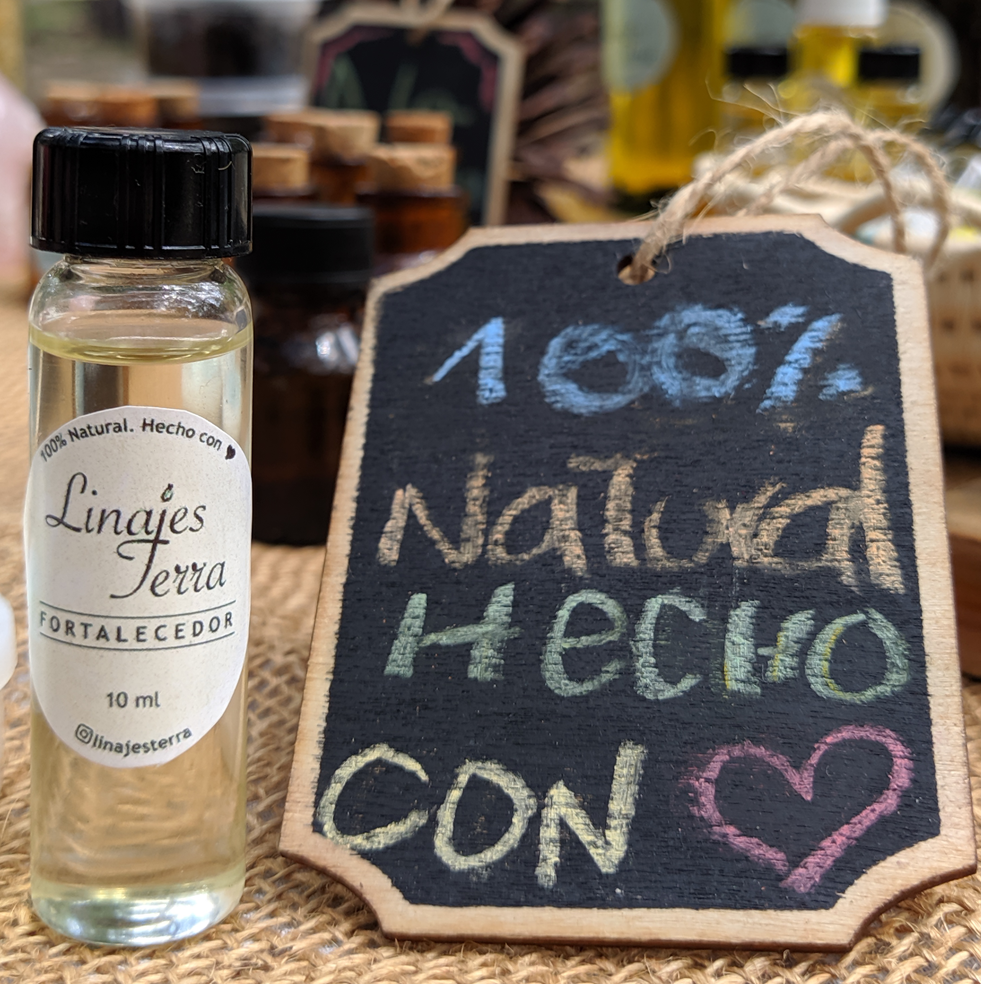 100% Natural. Hecho con ♥
Linajes
Terra
FORTALECEDOR
10 ml
@linajesterra
100%
Natural
HecHO
CON ♡